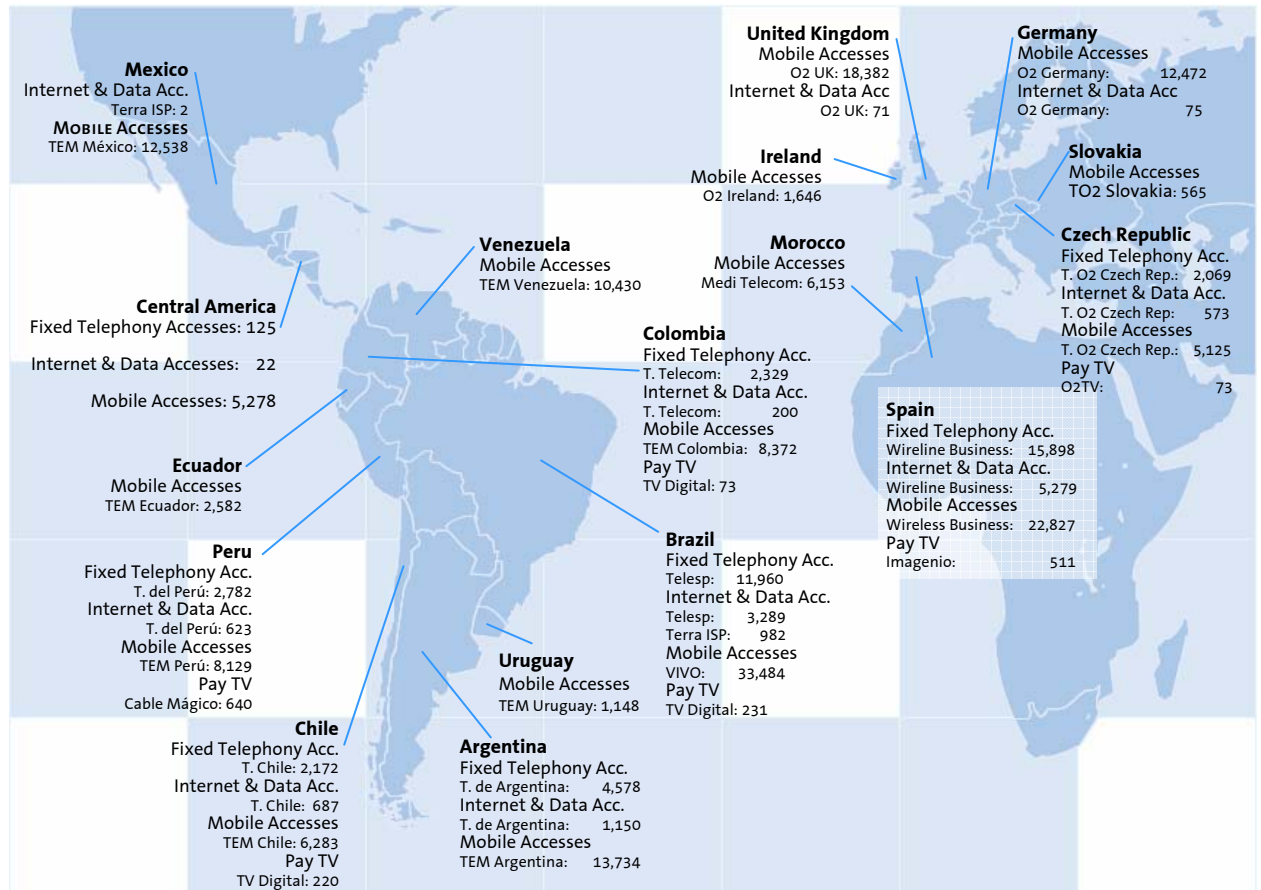 Mexico
Internet & Data Acc.
Terra ISP: 2
MOBILE ACCESSES
TEM México: 12,538
Central America
Fixed Telephony Accesses: 125
Internet & Data Accesses: 22
Mobile Accesses: 5,278
Ecuador
Mobile Accesses
TEM Ecuador: 2,582
Peru
Fixed Telephony Acc.
T. del Perú: 2,782
Internet & Data Acc.
T. del Perú: 623
Mobile Accesses
TEM Perú: 8,129
Pay TV
Cable Mágico: 640
Chile
Fixed Telephony Acc.
T. Chile: 2,172
Internet & Data Acc.
T. Chile: 687
Mobile Accesses
TEM Chile: 6,283
Pay TV
TV Digital: 220
Venezuela
Mobile Accesses
TEM Venezuela: 10,430
Colombia
Fixed Telephony Acc.
T. Telecom: 2,329
Internet & Data Acc.
T. Telecom: 200
Mobile Accesses
TEM Colombia: 8,372
Pay TV
TV Digital: 73
Brazil
Fixed Telephony Acc.
Telesp: 11,960
Internet & Data Acc.
Telesp: 3,289
Terra ISP: 982
Mobile Accesses
VIVO: 33,484
Pay TV
TV Digital: 231
Uruguay
Mobile Accesses
TEM Uruguay: 1,148
Argentina
Fixed Telephony Acc.
T. de Argentina: 4,578
Internet & Data Acc.
T. de Argentina: 1,150
Mobile Accesses
TEM Argentina: 13,734
United Kingdom
Mobile Accesses
O2 UK: 18,382
Internet & Data Acc
O2 UK: 71
Ireland
Mobile Accesses
O2 Ireland: 1,646
Morocco
Mobile Accesses
Medi Telecom: 6,153
Germany
Mobile Accesses
O2 Germany: 12,472
Internet & Data Acc
O2 Germany: 75
Slovakia
Mobile Accesses
TO2 Slovakia: 565
Czech Republic
Fixed Telephony Acc.
T. O2 Czech Rep.: 2,069
Internet & Data Acc.
T. O2 Czech Rep: 573
Mobile Accesses
T. O2 Czech Rep.: 5,125
Pay TV
O2TV: 73
Spain
Fixed Telephony Acc.
Wireline Business: 15,898
Internet & Data Acc.
Wireline Business: 5,279
Mobile Accesses
Wireless Business: 22,827
Pay TV
Imagenio: 511